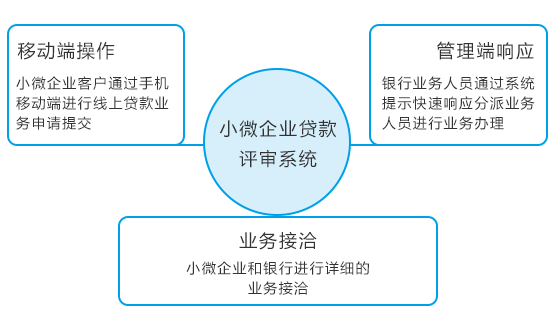 移动端操作
小微企业客户通过手机
移动端进行线上贷款业
务申请提交
管理端响应
银行业务人员通过系统
提示快速响应分派业务
人员进行业务办理
小微企业贷款
评审系统
业务接洽
小微企业和银行进行详细的
业务接洽